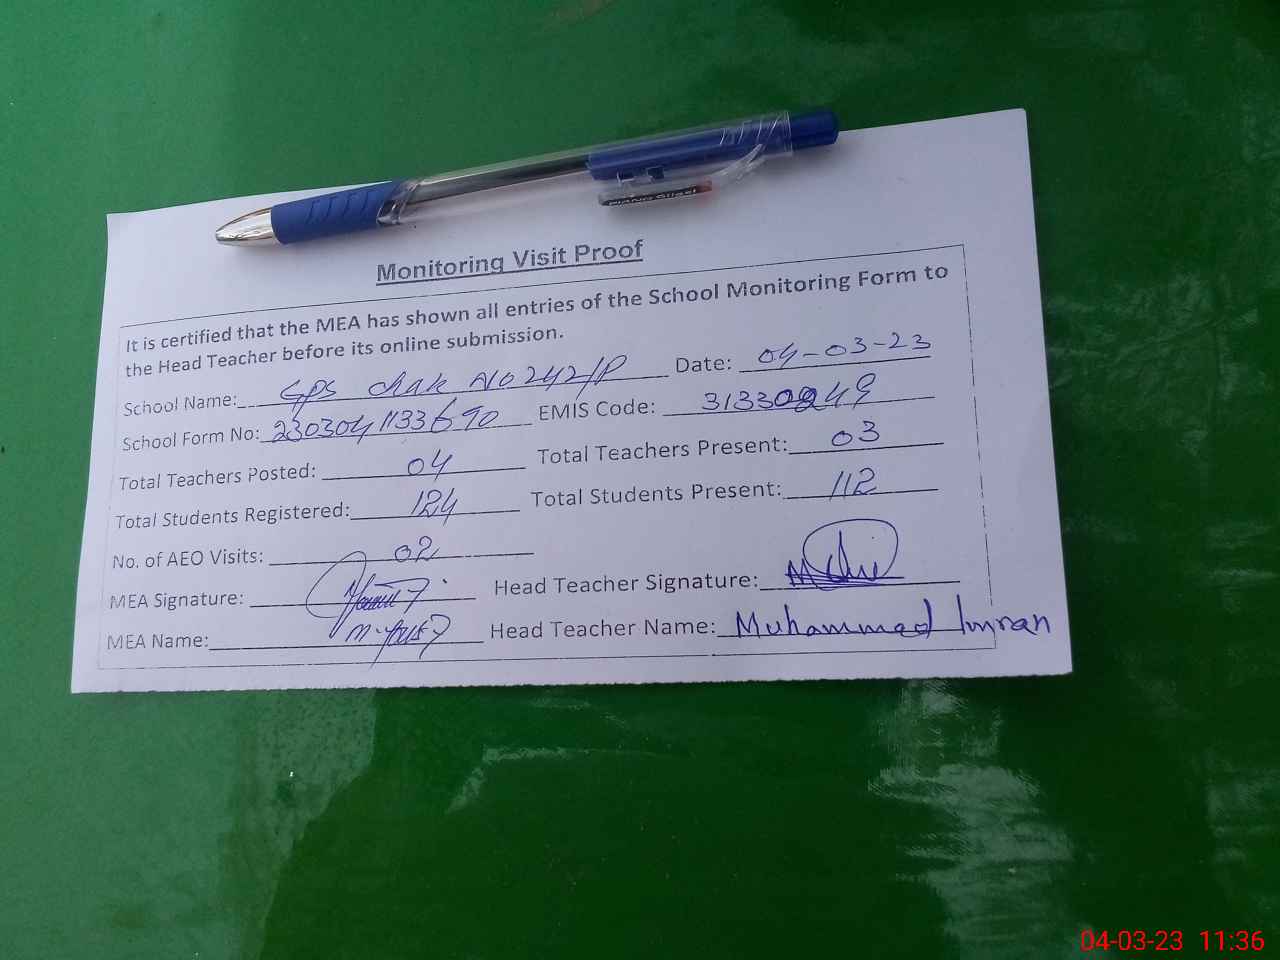 PIANO
Monitoring Visit Proof
It is certified that the MEA has shown all entries of the School Monitoring Form to
the Head Teacher before its online submission.
School Name: GPS chak No 242/P Date: 04-03-23
School Form No: 2303041133690 EMIS Code: 31330249
Total Teachers Posted: 04 Total Teachers Present: 03
Total Students Registered: 124 Total Students Present: 112
No. of AEO Visits: 02
MEA Signature: Head Teacher Signature:
MEA Name: Head Teacher Name: Muhammad Imran
04-03-23 11:36